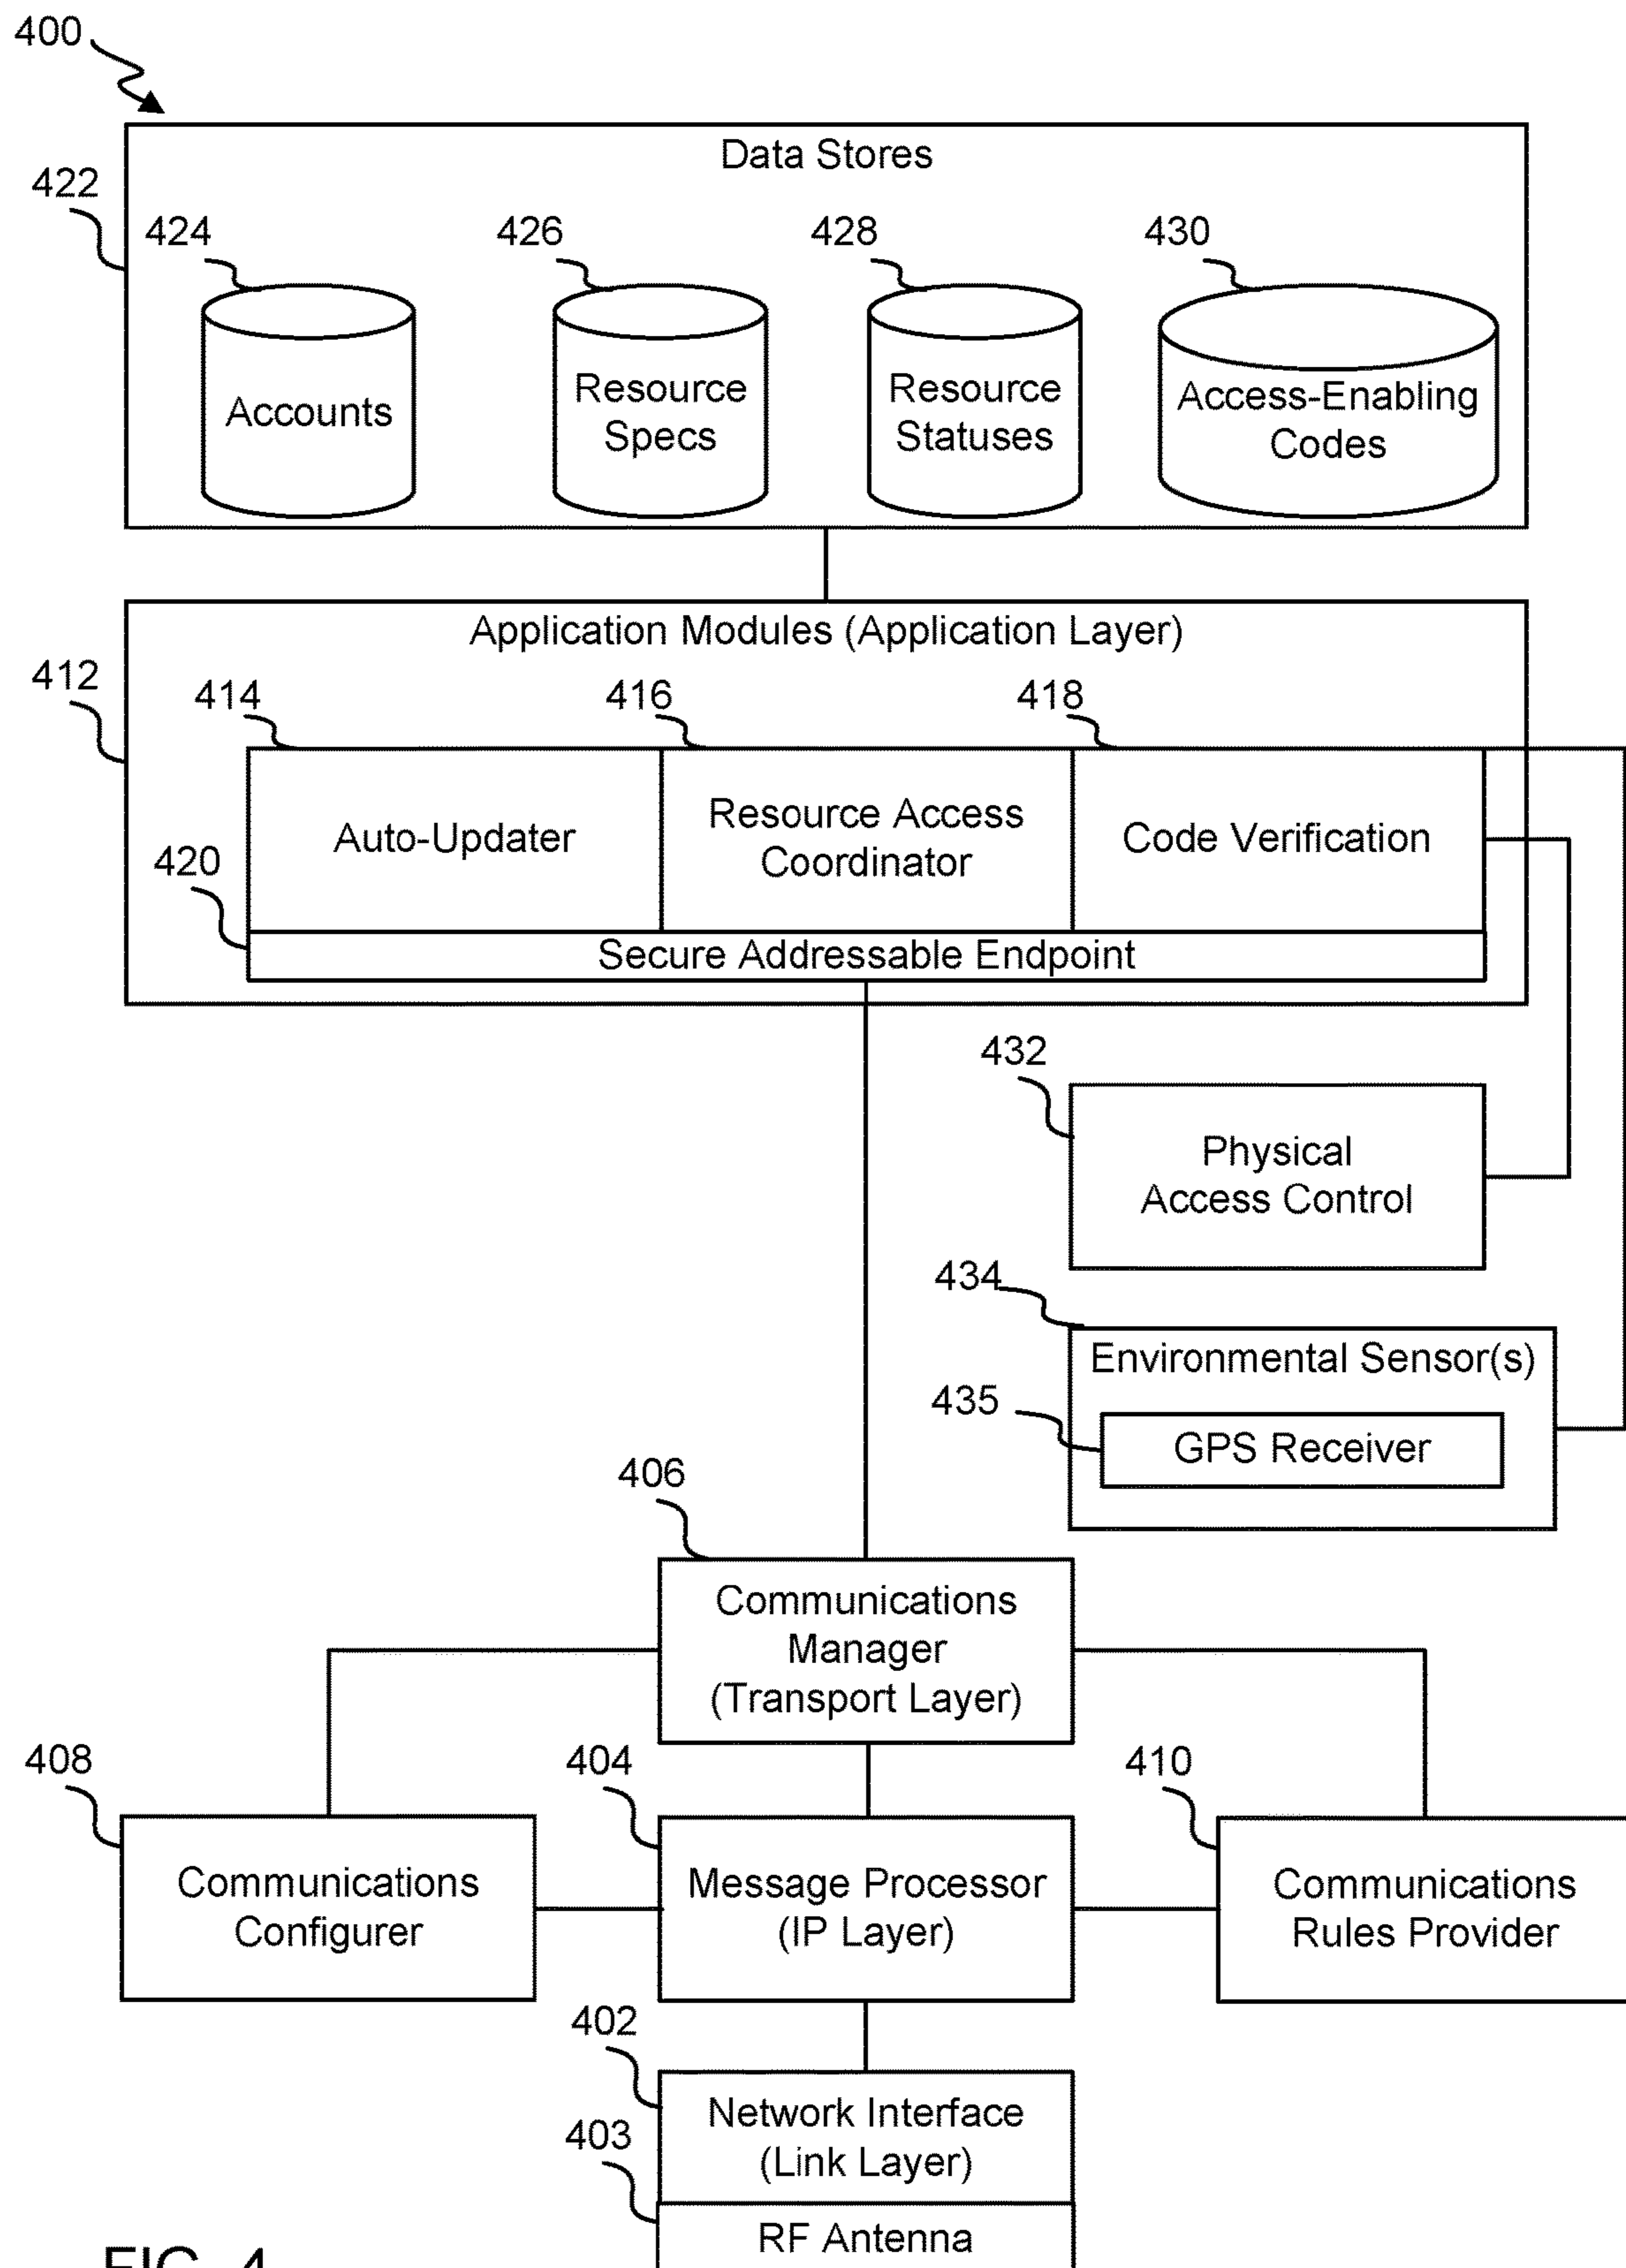 400
Data Stores
422
424
426
428
430
Accounts
Resource
Specs
Resource
Statuses
Access-Enabling
Codes
Application Modules (Application Layer)
412
414
416
418
Auto-Updater
Resource Access
Coordinator
Code Verification
420
Secure Addressable Endpoint
432
Physical
Access Control
434
Environmental Sensor(s)
435
GPS Receiver
406
Communications
Manager
(Transport Layer)
408
404
410
Communications
Configurer
Message Processor
(IP Layer)
Communications
Rules Provider
402
Network Interface
(Link Layer)
403
RF Antenna
FIG. 4